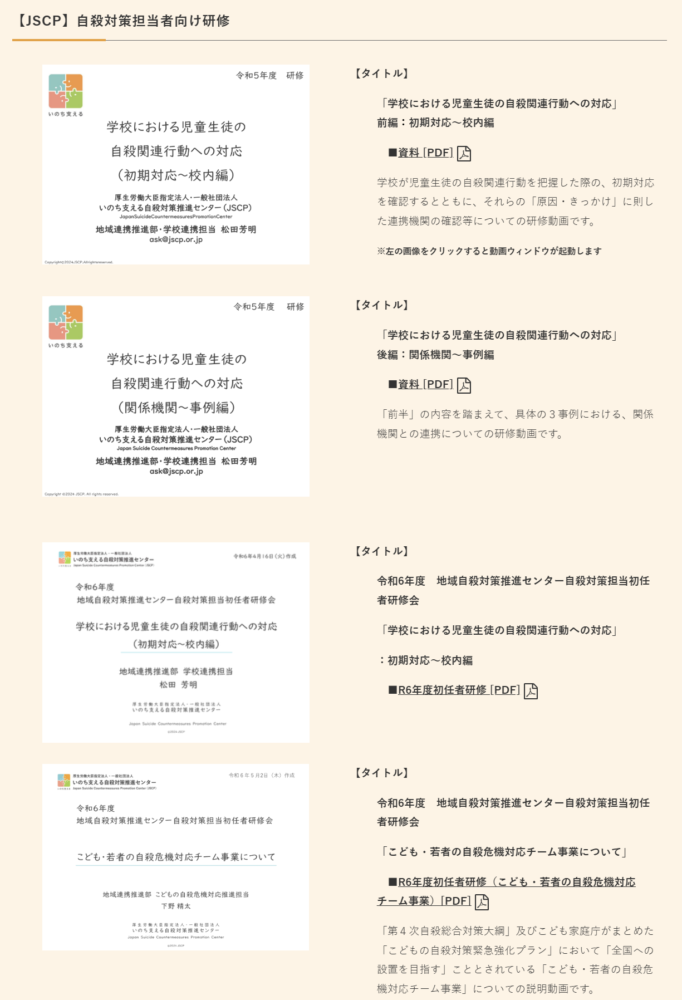 【JSCP】自殺対策担当者向け研修
令和5年度　研修
いのち支える
学校における児童生徒の
自殺関連行動への対応
（初期対応～校内編）
厚生労働大臣指定法人・一般社団法人
いのち支える自殺対策推進センター（JSCP）
JapanSuicideCountermeasuresPromotionCenter
地域連携推進部・学校連携担当 松田芳明
ask@jscp.or.jp
Copyright©2024JSCP.Allrightsreserved.
【タイトル】
「学校における児童生徒の自殺関連行動への対応」
前編：初期対応～校内編
■資料 [PDF]
学校が児童生徒の自殺関連行動を把握した際の、初期対応
を確認するとともに、それらの「原因・きっかけ」に則し
た連携機関の確認等についての研修動画です。
※左の画像をクリックすると動画ウィンドウが起動します
令和5年度　研修
いのち支える
学校における児童生徒の
自殺関連行動への対応
（関係機関～事例編）
厚生労働大臣指定法人・一般社団法人
いのち支える自殺対策推進センター（JSCP）
Japan Suicide Countermeasures Promotion Center
地域連携推進部・学校連携担当 松田芳明
ask@jscp.or.jp
Copyright ©2024 JSCP. All rights reserved.
【タイトル】
「学校における児童生徒の自殺関連行動への対応」
後編：関係機関～事例編
■資料 [PDF]
「前半」の内容を踏まえて、具体の３事例における、関係
機関との連携についての研修動画です。
厚生労働大臣指定法人・一般社団法人
いのち支える自殺対策推進センター
Japan Suicide Countermeasures Promotion Center (JSCP)
いのち支える
令和6年4月16日（火）作成
令和6年度
地域自殺対策推進センター自殺対策担当初任者研修会
学校における児童生徒の自殺関連行動への対応
（初期対応～校内編）
地域連携推進部 学校連携担当
松田 芳明
厚生労働大臣指定法人・一般社団法人
いのち支える自殺対策推進センター
Japan Suicide Countermeasures Promotion Center
©2024 JSCP
【タイトル】
令和6年度　地域自殺対策推進センター自殺対策担当初任
者研修会
「学校における児童生徒の自殺関連行動への対応」
：初期対応～校内編
■R6年度初任者研修 [PDF]
厚生労働大臣指定法人・一般社団法人
いのち支える自殺対策推進センター
Japan Suicide Countermeasures Promotion Center (JSCP)
いのち支える
令和６年５月2日（木）作成
令和6年度
地域自殺対策推進センター自殺対策担当初任者研修会
こども・若者の自殺危機対応チーム事業について
地域連携推進部 こどもの自殺危機対応推進担当
下野 精太
厚生労働大臣指定法人・一般社団法人
いのち支える自殺対策推進センター
Japan Suicide Countermeasures Promotion Center
©2024 JSCP
【タイトル】
令和6年度　地域自殺対策推進センター自殺対策担当初任
者研修会
「こども・若者の自殺危機対応チーム事業について」
■R6年度初任者研修（こども・若者の自殺危機対応
チーム事業）[PDF]
「第４次自殺総合対策大綱」及びこども家庭庁がまとめた
「こどもの自殺対策緊急強化プラン」において「全国への
設置を目指す」こととされている「こども・若者の自殺危
機対応チーム事業」についての説明動画です。